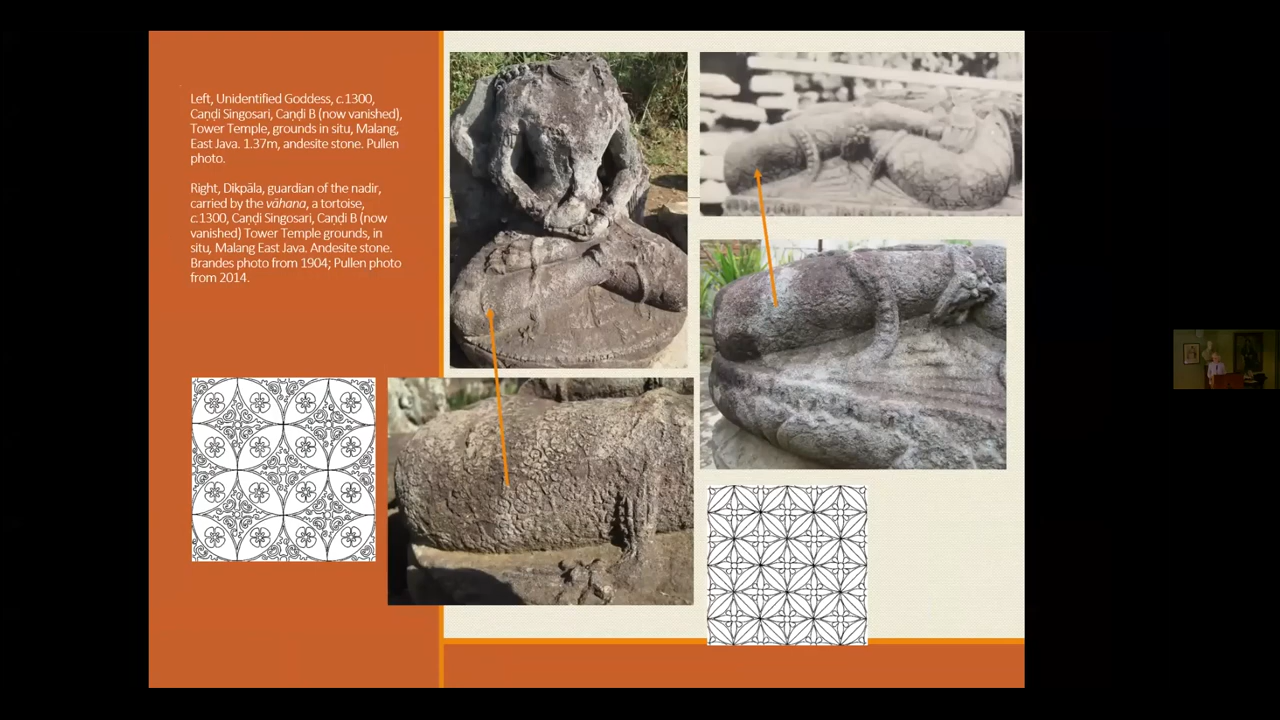 Left, Unidentified Goddess, c.1300,
Caṇḍi Singosari, Caṇḍi B (now vanished),
Tower Temple, grounds in situ, Malang,
East Java. 1.37m, andesite stone. Pullen
photo.
Right, Dikpāla, guardian of the nadir,
carried by the vāhana, a tortoise,
c.1300, Caṇḍi Singosari, Caṇḍi B (now
vanished) Tower Temple grounds, in
situ, Malang East Java. Andesite stone.
Brandes photo from 1904; Pullen photo
from 2014.